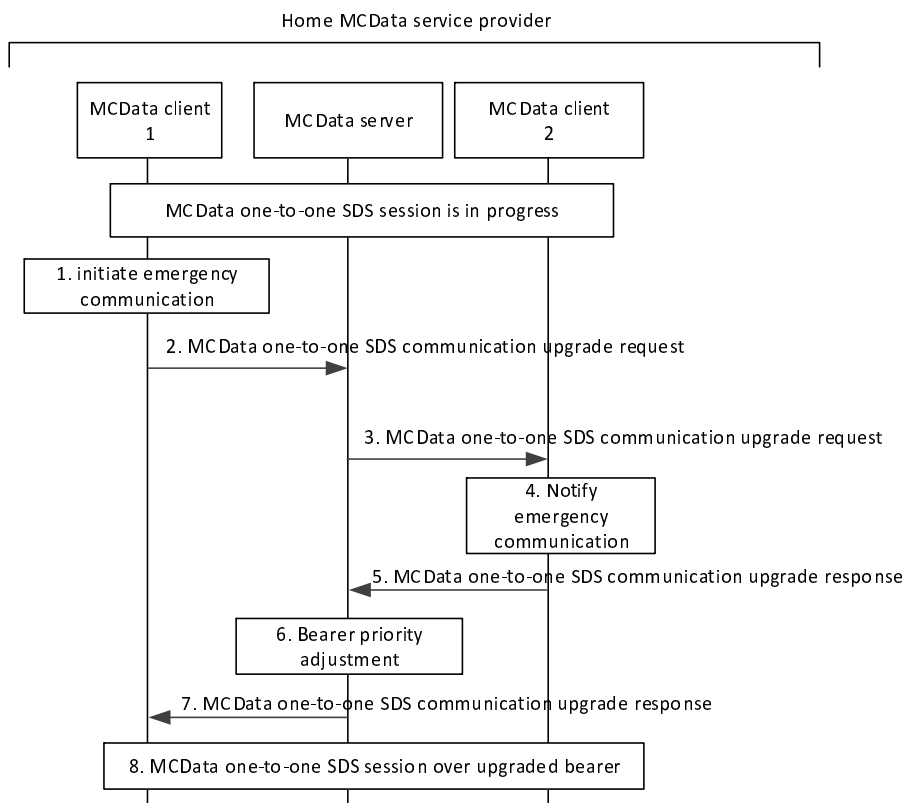 Home MCData service provider
MCData client
1
MCData server
MCData client
2
MCData one-to-one SDS session is in progress
1. initiate emergency
communication
2. MCData one-to-one SDS communication upgrade request
3. MCData one-to-one SDS communication upgrade request
4. Notify
emergency
communication
5. MCData one-to-one SDS communication upgrade response
6. Bearer priority
adjustment
7. MCData one-to-one SDS communication upgrade response
8. MCData one-to-one SDS session over upgraded bearer